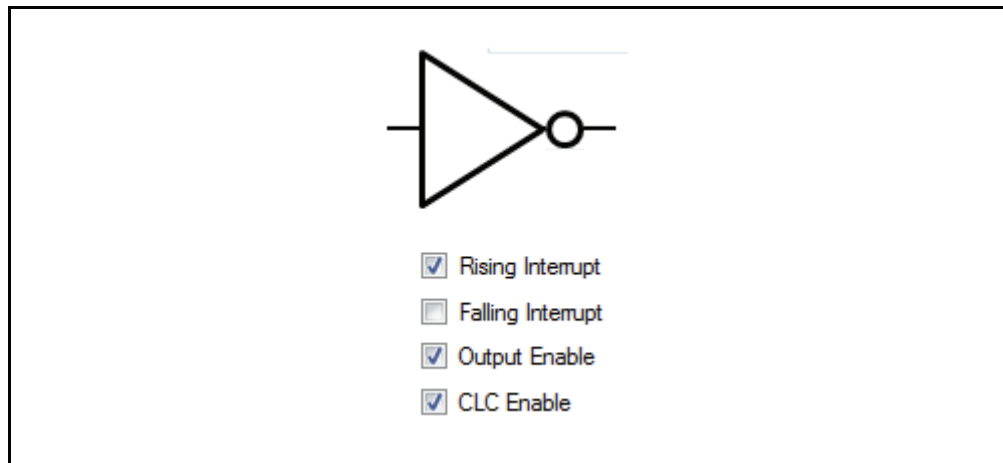 Rising Interrupt
Falling Interrupt
Output Enable
CLC Enable